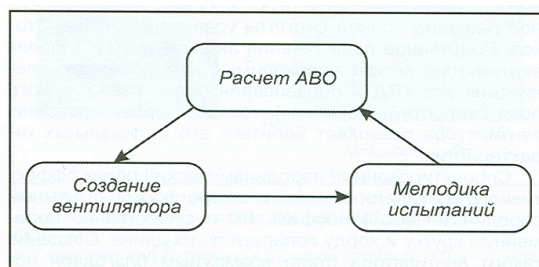 Расчет АВО
Создание
вентилятора
Методика
испытаний